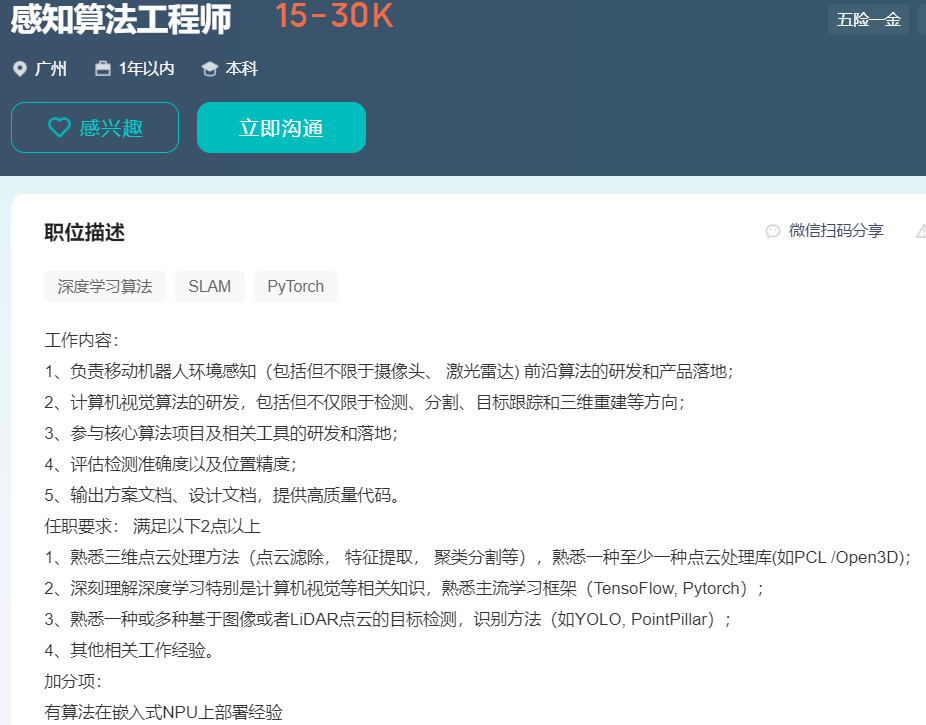 感知算法工程师 15-30K 五险一金
广州 1年以内 本科
感兴趣 立即沟通
职位描述 微信扫码分享
深度学习算法 SLAM PyTorch
工作内容：
1、负责移动机器人环境感知（包括但不限于摄像头、 激光雷达) 前沿算法的研发和产品落地；
2、计算机视觉算法的研发，包括但不仅限于检测、分割、目标跟踪和三维重建等方向；
3、参与核心算法项目及相关工具的研发和落地；
4、评估检测准确度以及位置精度；
5、输出方案文档、设计文档，提供高质量代码。
任职要求： 满足以下2点以上
1、熟悉三维点云处理方法（点云滤除， 特征提取， 聚类分割等），熟悉一种至少一种点云处理库(如PCL /Open3D)；
2、深刻理解深度学习特别是计算机视觉等相关知识，熟悉主流学习框架（TensoFlow, Pytorch）；
3、熟悉一种或多种基于图像或者LiDAR点云的目标检测，识别方法（如YOLO, PointPillar）；
4、其他相关工作经验。
加分项：
有算法在嵌入式NPU上部署经验